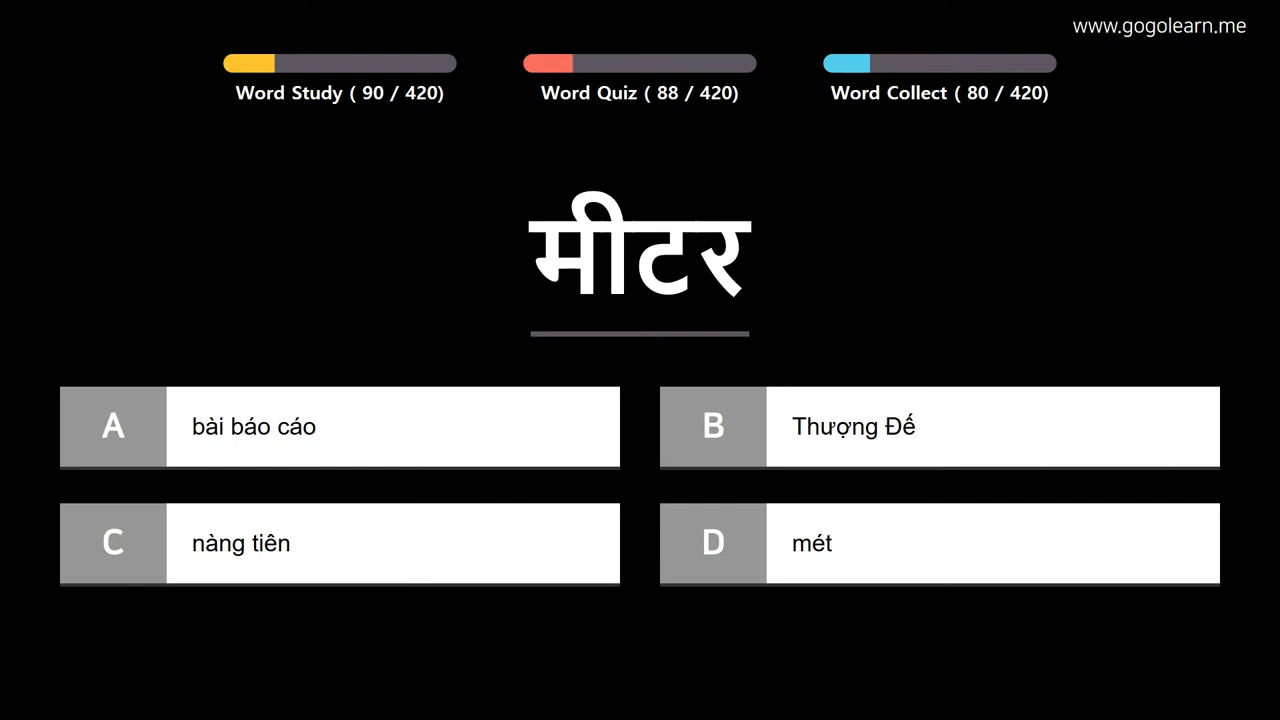 www.gogolearn.me
Word Study ( 90 / 420)
Word Quiz ( 88 / 420)
Word Collect ( 80 / 420)
मीटर
A
bài báo cáo
B
Thượng Đế
C
nàng tiên
D
mét